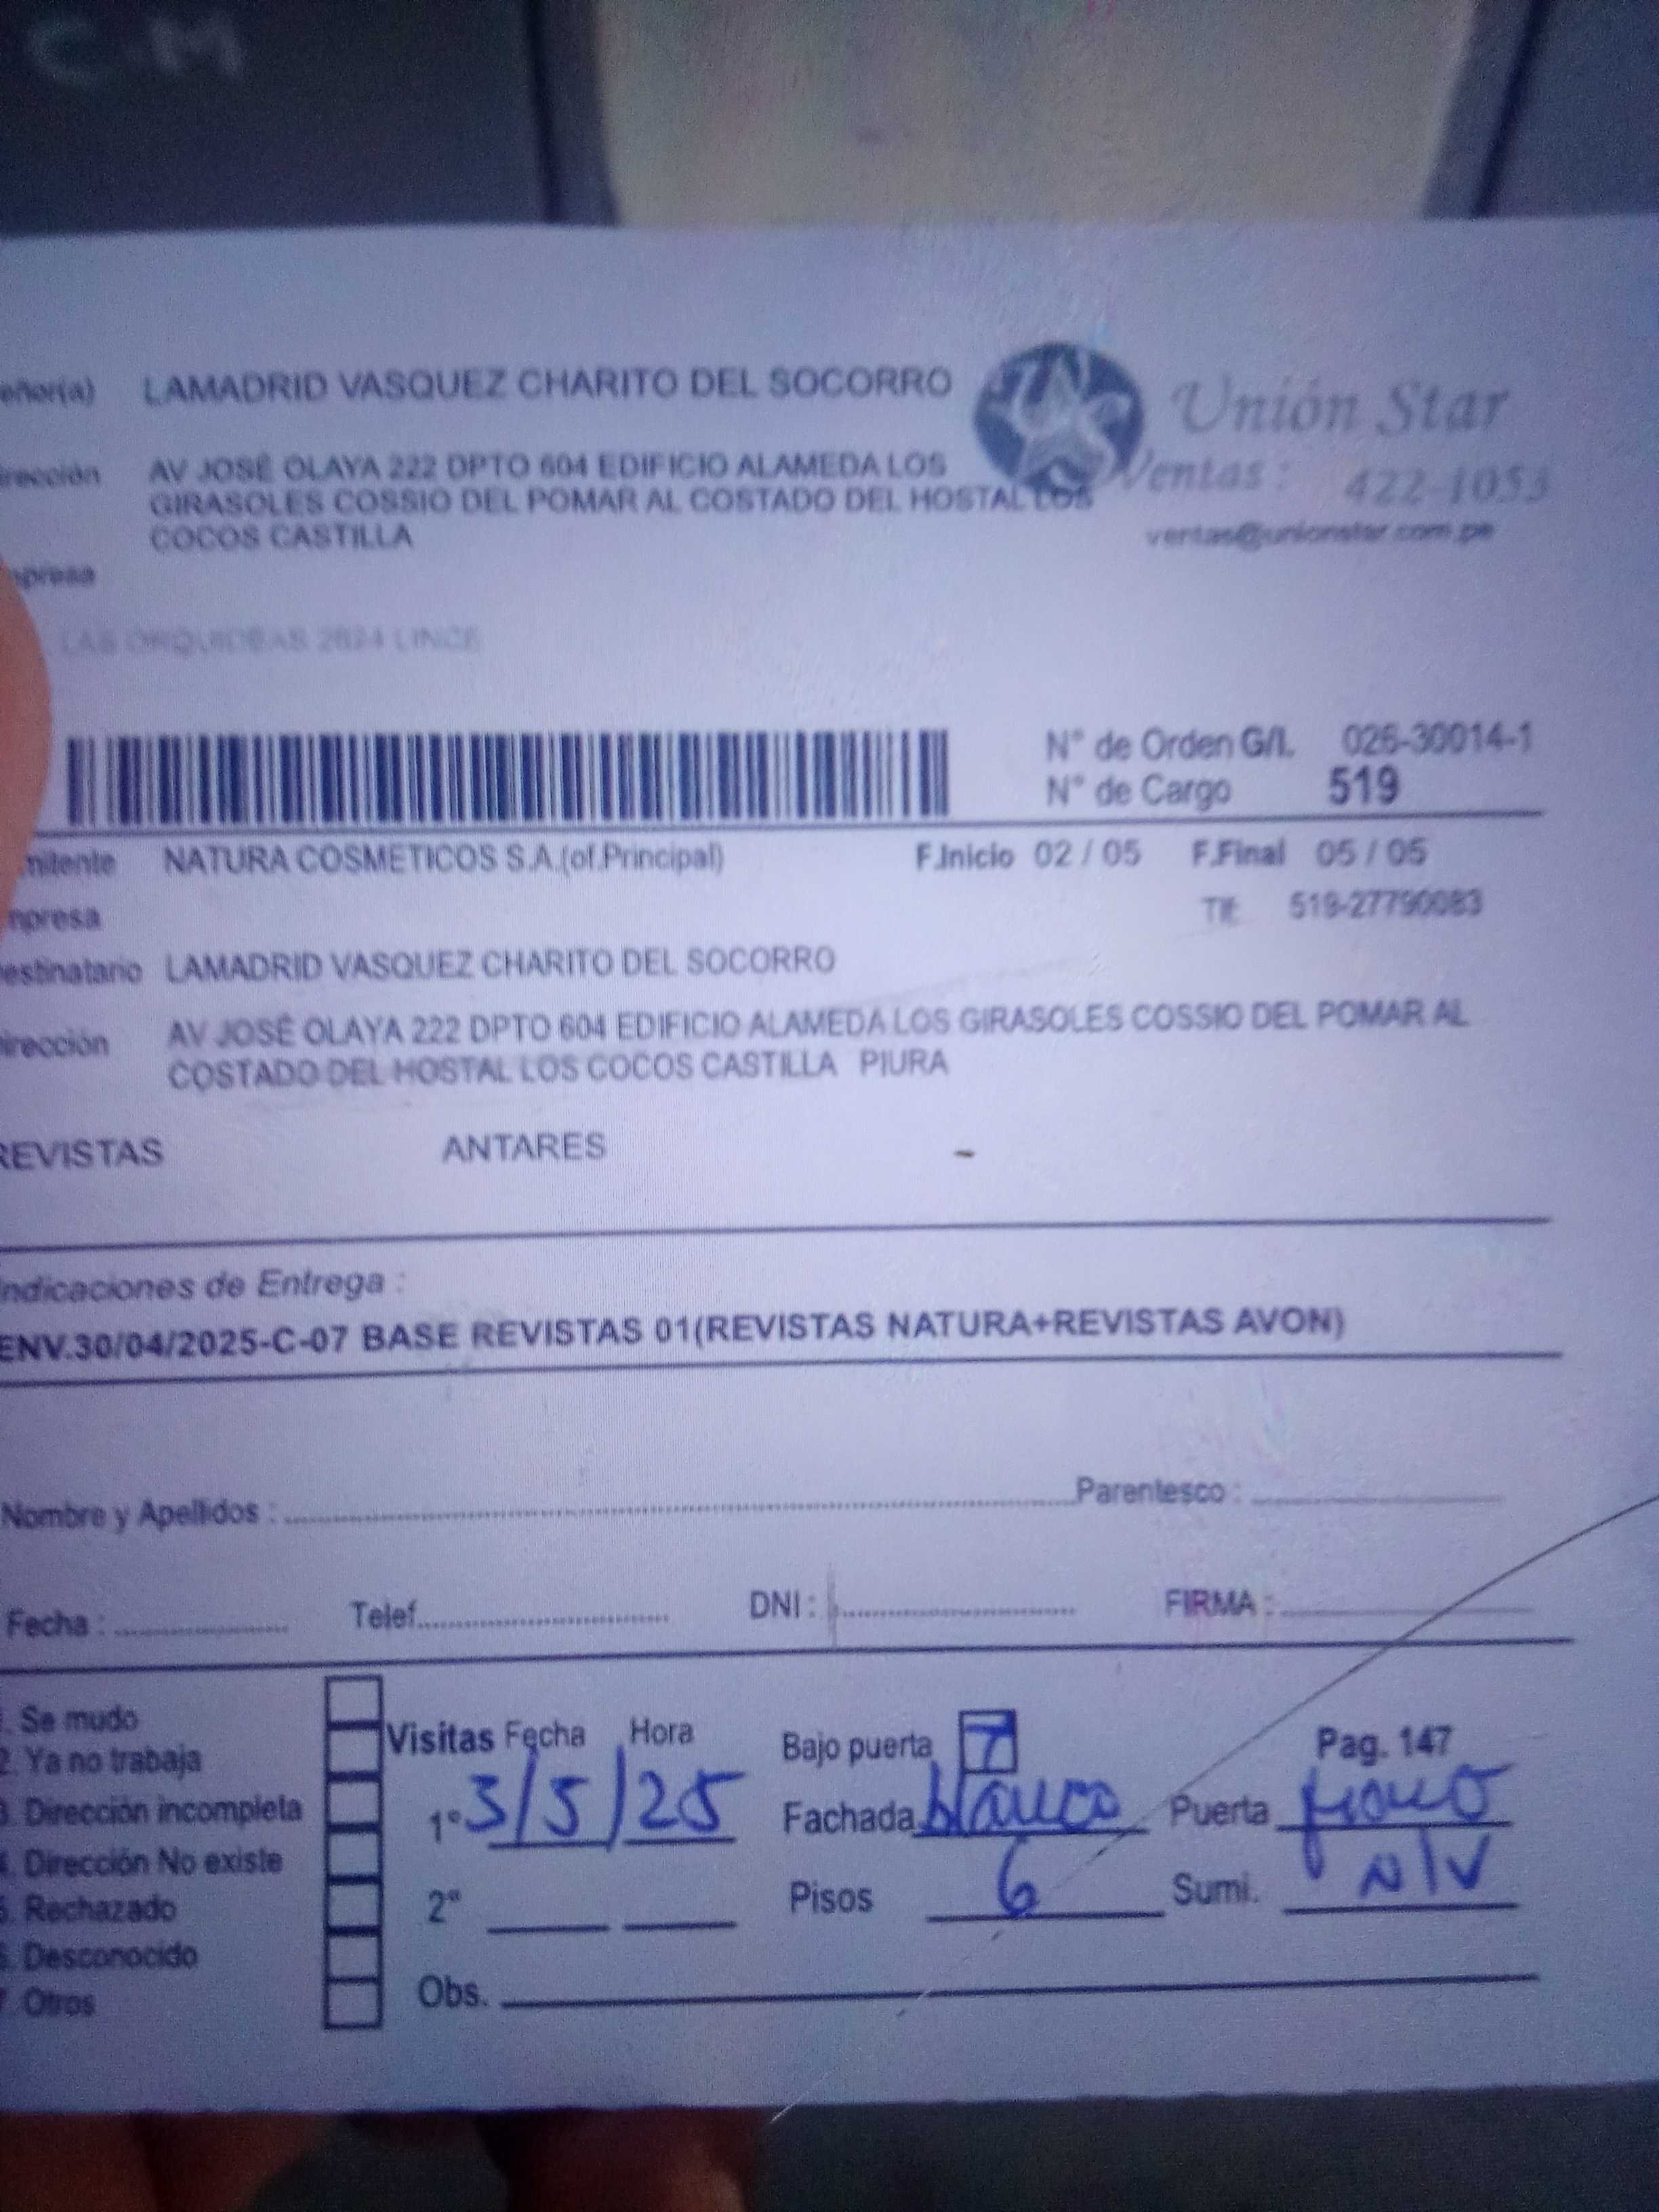 C-M
eñor(a) LAMADRID VASQUEZ CHARITO DEL SOCORRO
Unión Star
irección AV JOSÉ OLAYA 222 DPTO 604 EDIFICIO ALAMEDA LOS
GIRASOLES COSSIO DEL POMAR AL COSTADO DEL HOSTAL LOS
COCOS CASTILLA
Ventas : 422-1053
ventas@unionstar.com.pe
presa
LAS ORQUIDEAS 2624 LINCE
N° de Orden G/I. 026-30014-1
N° de Cargo 519
mitente NATURA COSMETICOS S.A.(of.Principal) F.Inicio 02 / 05 F.Final 05 / 05
mpresa Tlf: 519-27790083
estinatario LAMADRID VASQUEZ CHARITO DEL SOCORRO
irección AV JOSÉ OLAYA 222 DPTO 604 EDIFICIO ALAMEDA LOS GIRASOLES COSSIO DEL POMAR AL
COSTADO DEL HOSTAL LOS COCOS CASTILLA PIURA
REVISTAS ANTARES -
Indicaciones de Entrega :
ENV.30/04/2025-C-07 BASE REVISTAS 01(REVISTAS NATURA+REVISTAS AVON)
Nombre y Apellidos : Parentesco :
Fecha : Telef. DNI : FIRMA :
. Se mudo
2. Ya no trabaja
3. Dirección incompleta
4. Dirección No existe
5. Rechazado
6. Desconocido
7. Otros
Visitas Fecha Hora
1° 3/5/25
2°
Obs.
Bajo puerta 7 Pag. 147
Fachada blanco Puerta
Pisos 6 Sumi. N/V